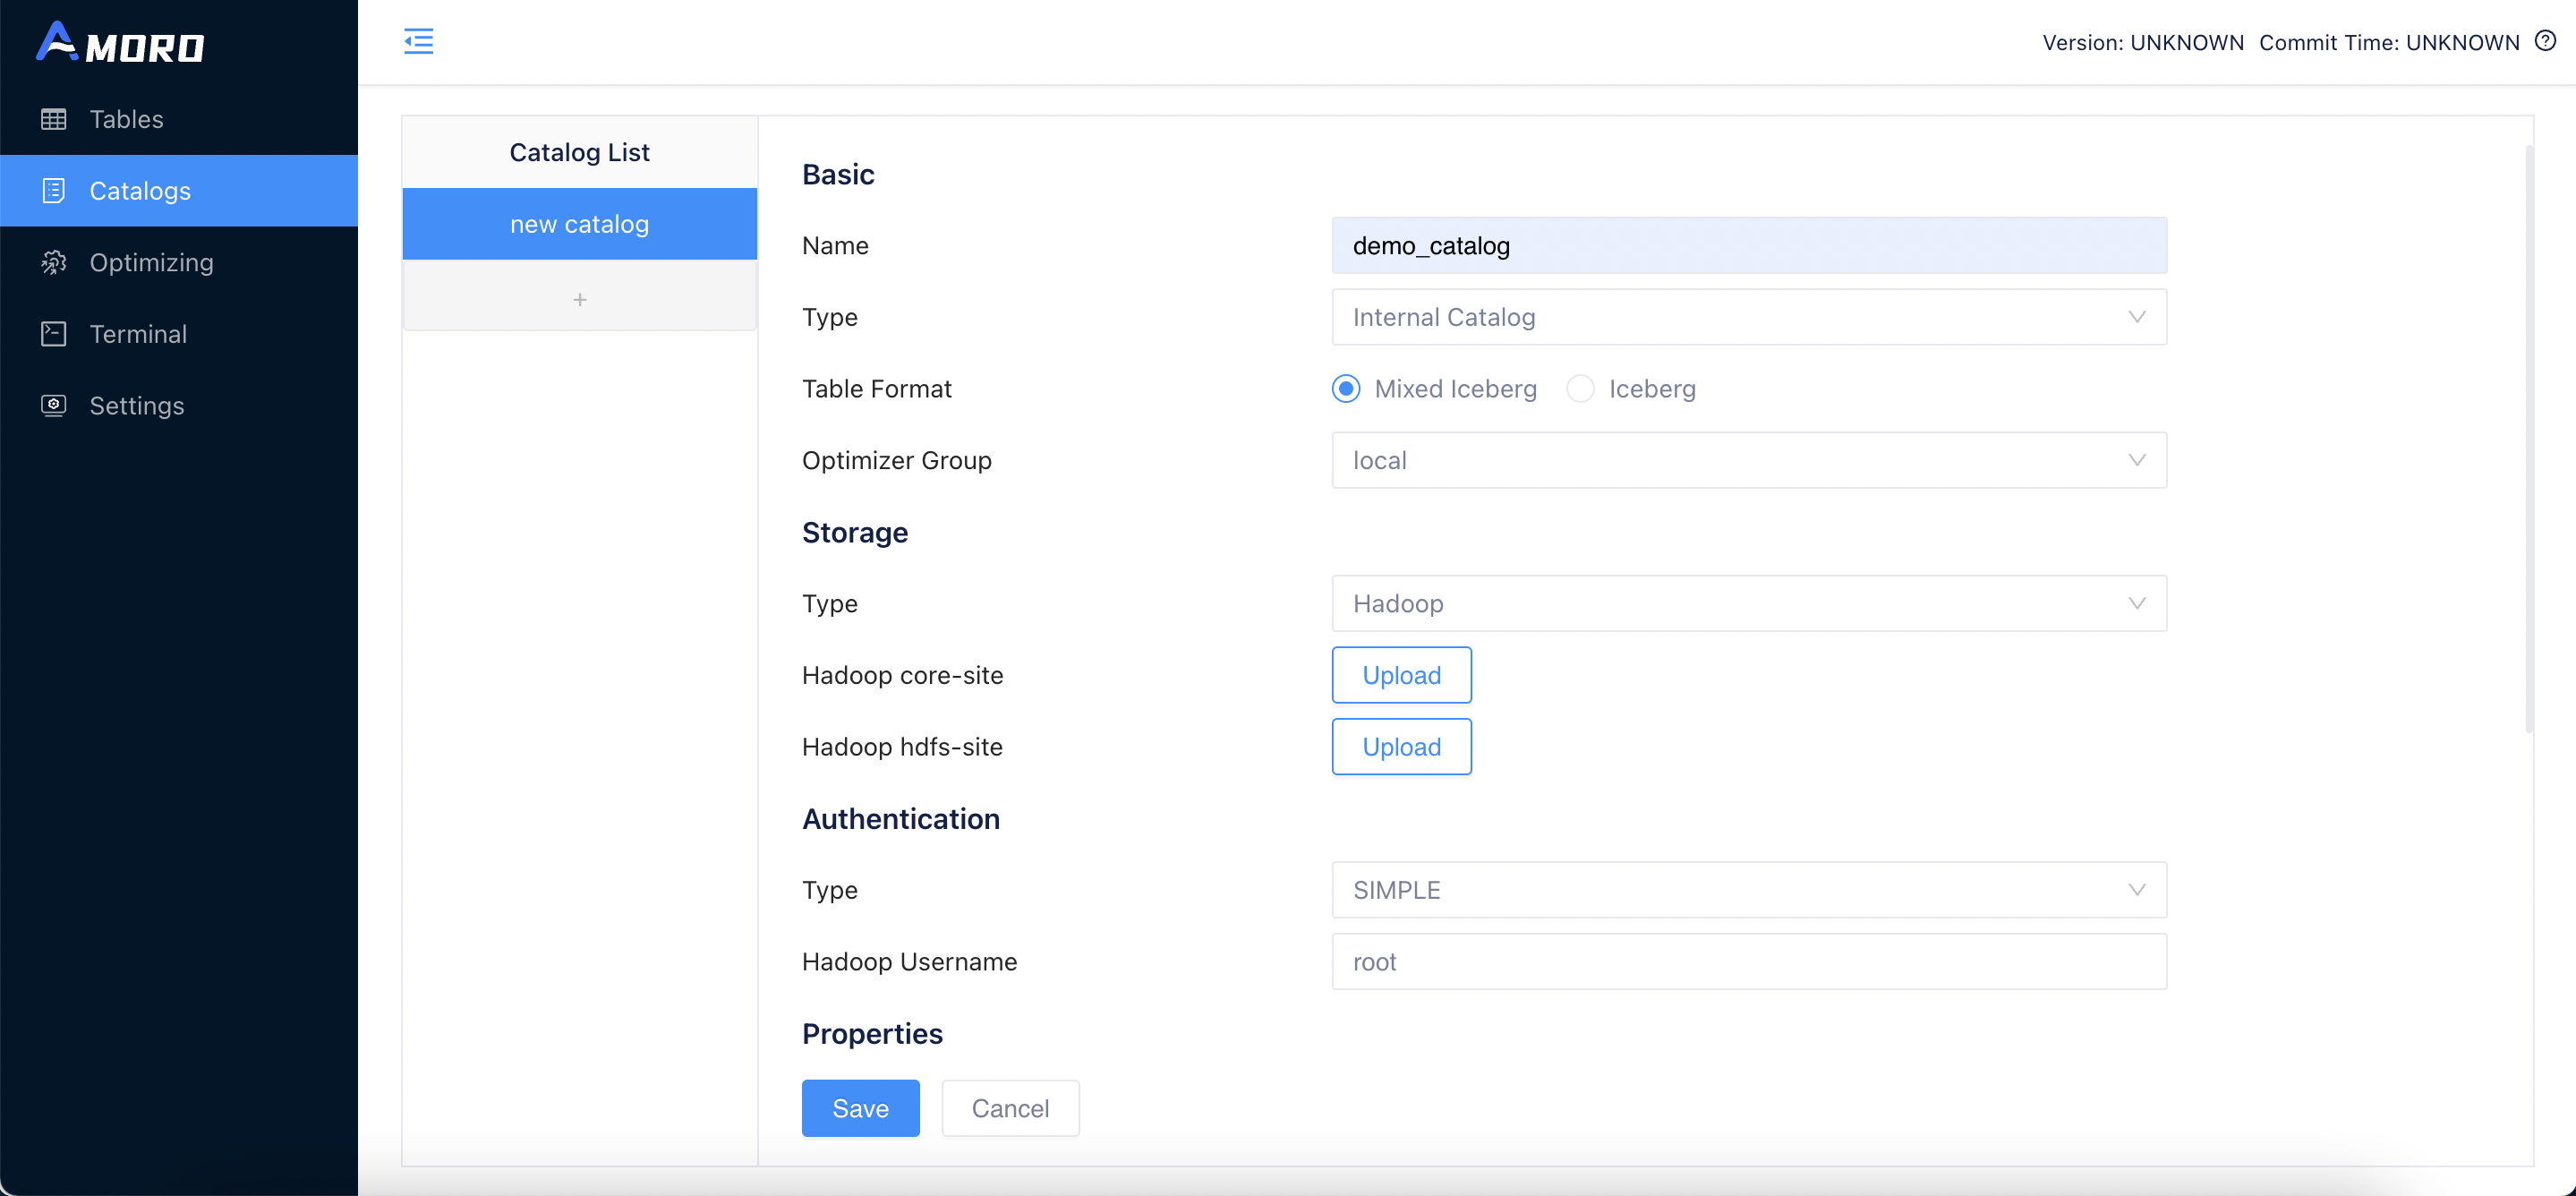 AMORO
Version: UNKNOWN Commit Time: UNKNOWN
Tables
Catalogs
Optimizing
Terminal
Settings
Catalog List
new catalog
+
Basic
Name demo_catalog
Type Internal Catalog
Table Format Mixed Iceberg Iceberg
Optimizer Group local
Storage
Type Hadoop
Hadoop core-site Upload
Hadoop hdfs-site Upload
Authentication
Type SIMPLE
Hadoop Username root
Properties
Save Cancel